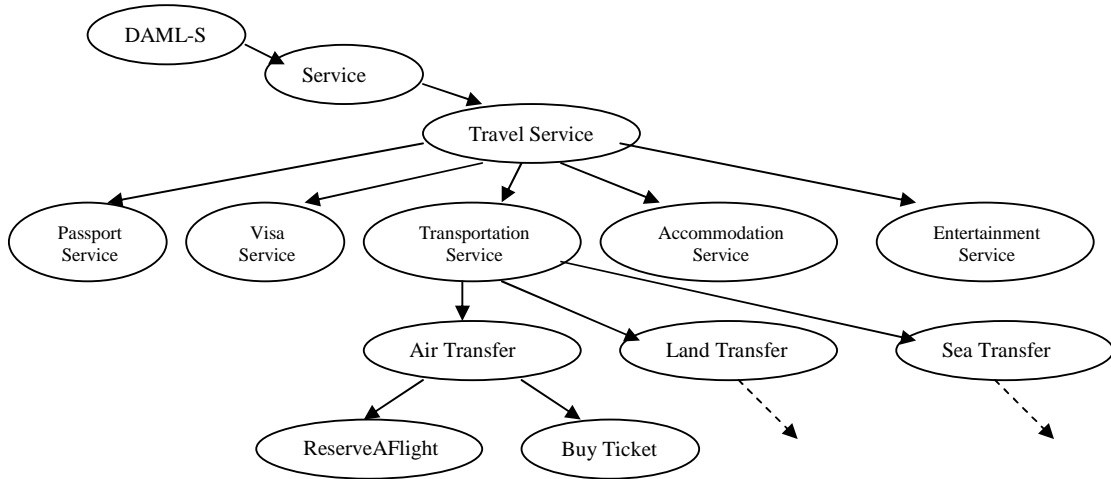 DAML-S
Service
Travel Service
Passport
Service
Visa
Service
Transportation
Service
Accommodation
Service
Entertainment
Service
Air Transfer
Land Transfer
Sea Transfer
ReserveAFlight
Buy Ticket